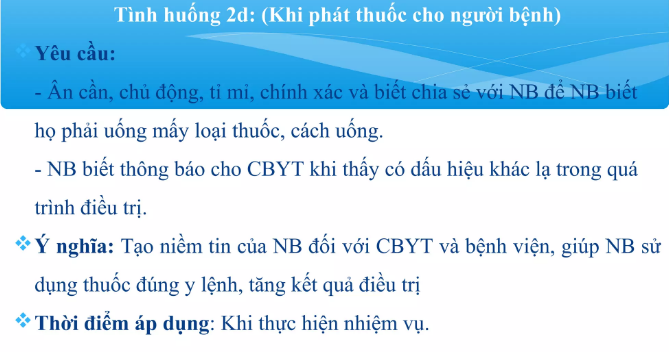 Tình huống 2d: (Khi phát thuốc cho người bệnh)
Yêu cầu:
- Ân cần, chủ động, tỉ mỉ, chính xác và biết chia sẻ với NB để NB biết
họ phải uống mấy loại thuốc, cách uống.
- NB biết thông báo cho CBYT khi thấy có dấu hiệu khác lạ trong quá
trình điều trị.
Ý nghĩa: Tạo niềm tin của NB đối với CBYT và bệnh viện, giúp NB sử
dụng thuốc đúng y lệnh, tăng kết quả điều trị
Thời điểm áp dụng: Khi thực hiện nhiệm vụ.